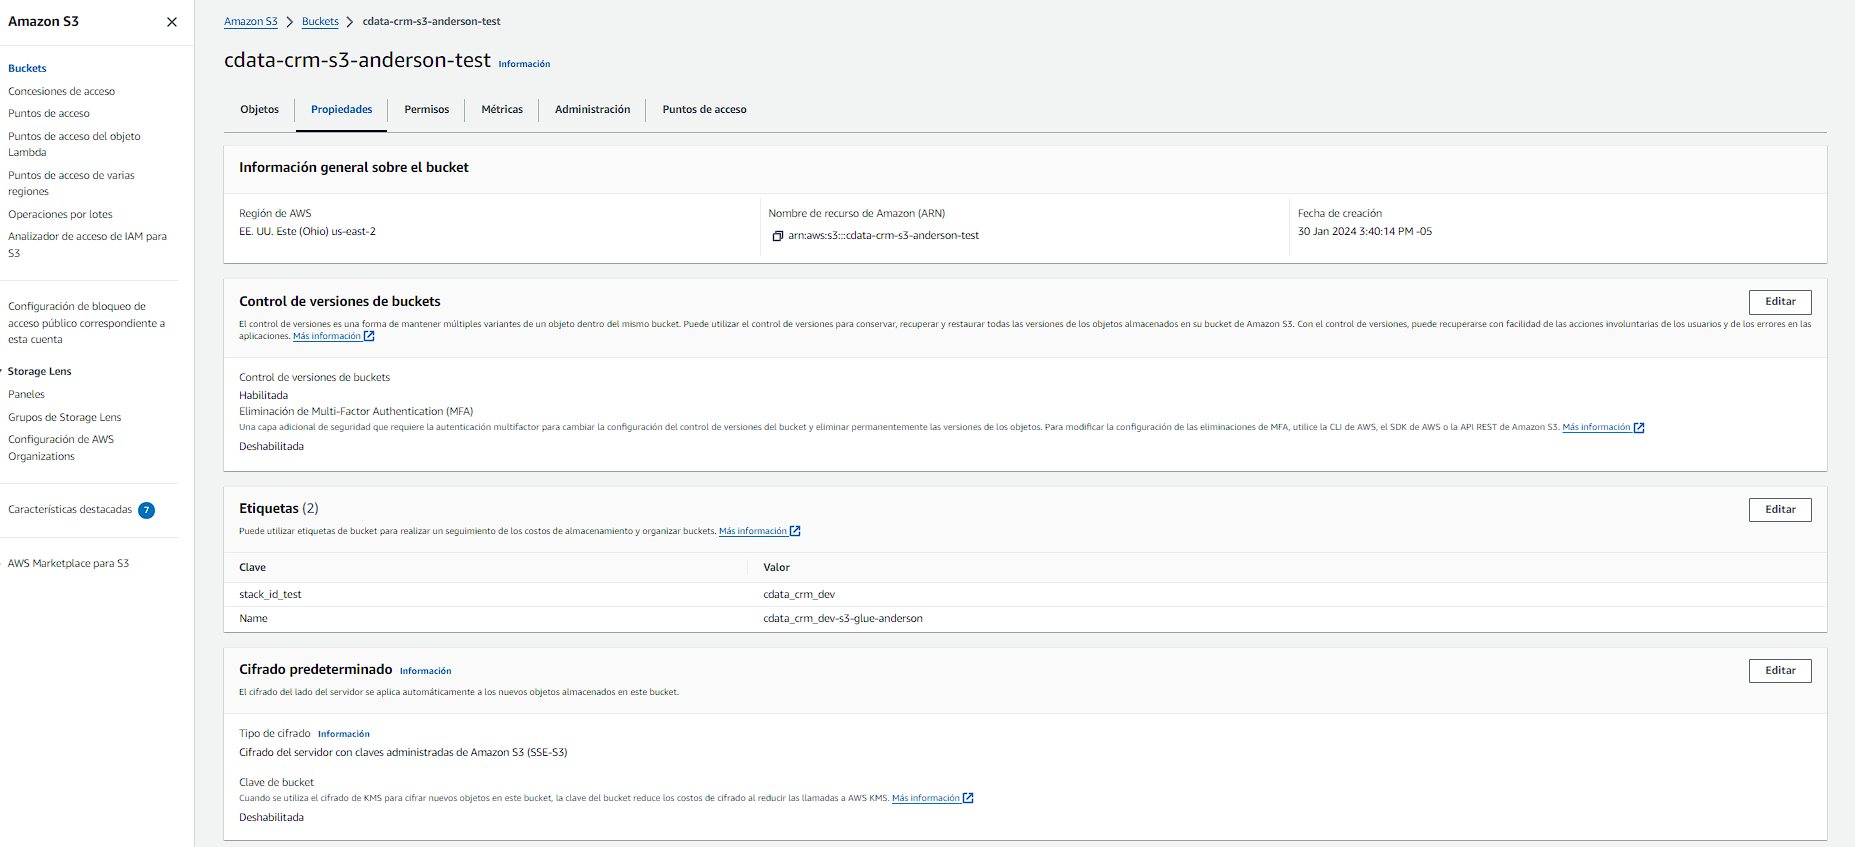 Amazon S3
Buckets
Concesiones de acceso
Puntos de acceso
Puntos de acceso del objeto
Lambda
Puntos de acceso de varias
regiones
Operaciones por lotes
Analizador de acceso de IAM para
S3
Configuración de bloqueo de
acceso público correspondiente a
esta cuenta
Storage Lens
Paneles
Grupos de Storage Lens
Configuración de AWS
Organizations
Características destacadas 7
AWS Marketplace para S3
Amazon S3 > Buckets > cdata-crm-s3-anderson-test
cdata-crm-s3-anderson-test Información
Objetos Propiedades Permisos Métricas Administración Puntos de acceso
Información general sobre el bucket
Región de AWS
EE. UU. Este (Ohio) us-east-2
Nombre de recurso de Amazon (ARN)
arn:aws:s3:::cdata-crm-s3-anderson-test
Fecha de creación
30 Jan 2024 3:40:14 PM -05
Control de versiones de buckets
Editar
El control de versiones es una forma de mantener múltiples variantes de un objeto dentro del mismo bucket. Puede utilizar el control de versiones para conservar, recuperar y restaurar todas las versiones de los objetos almacenados en su bucket de Amazon S3. Con el control de versiones, puede recuperarse con facilidad de las acciones involuntarias de los usuarios y de los errores en las
aplicaciones. Más información
Control de versiones de buckets
Habilitada
Eliminación de Multi-Factor Authentication (MFA)
Una capa adicional de seguridad que requiere la autenticación multifactor para cambiar la configuración del control de versiones del bucket y eliminar permanentemente las versiones de los objetos. Para modificar la configuración de las eliminaciones de MFA, utilice la CLI de AWS, el SDK de AWS o la API REST de Amazon S3. Más información
Deshabilitada
Etiquetas (2)
Editar
Puede utilizar etiquetas de bucket para realizar un seguimiento de los costos de almacenamiento y organizar buckets. Más información
Clave Valor
stack_id_test cdata_crm_dev
Name cdata_crm_dev-s3-glue-anderson
Cifrado predeterminado Información
Editar
El cifrado del lado del servidor se aplica automáticamente a los nuevos objetos almacenados en este bucket.
Tipo de cifrado Información
Cifrado del servidor con claves administradas de Amazon S3 (SSE-S3)
Clave de bucket
Cuando se utiliza el cifrado de KMS para cifrar nuevos objetos en este bucket, la clave del bucket reduce los costos de cifrado al reducir las llamadas a AWS KMS. Más información
Deshabilitada